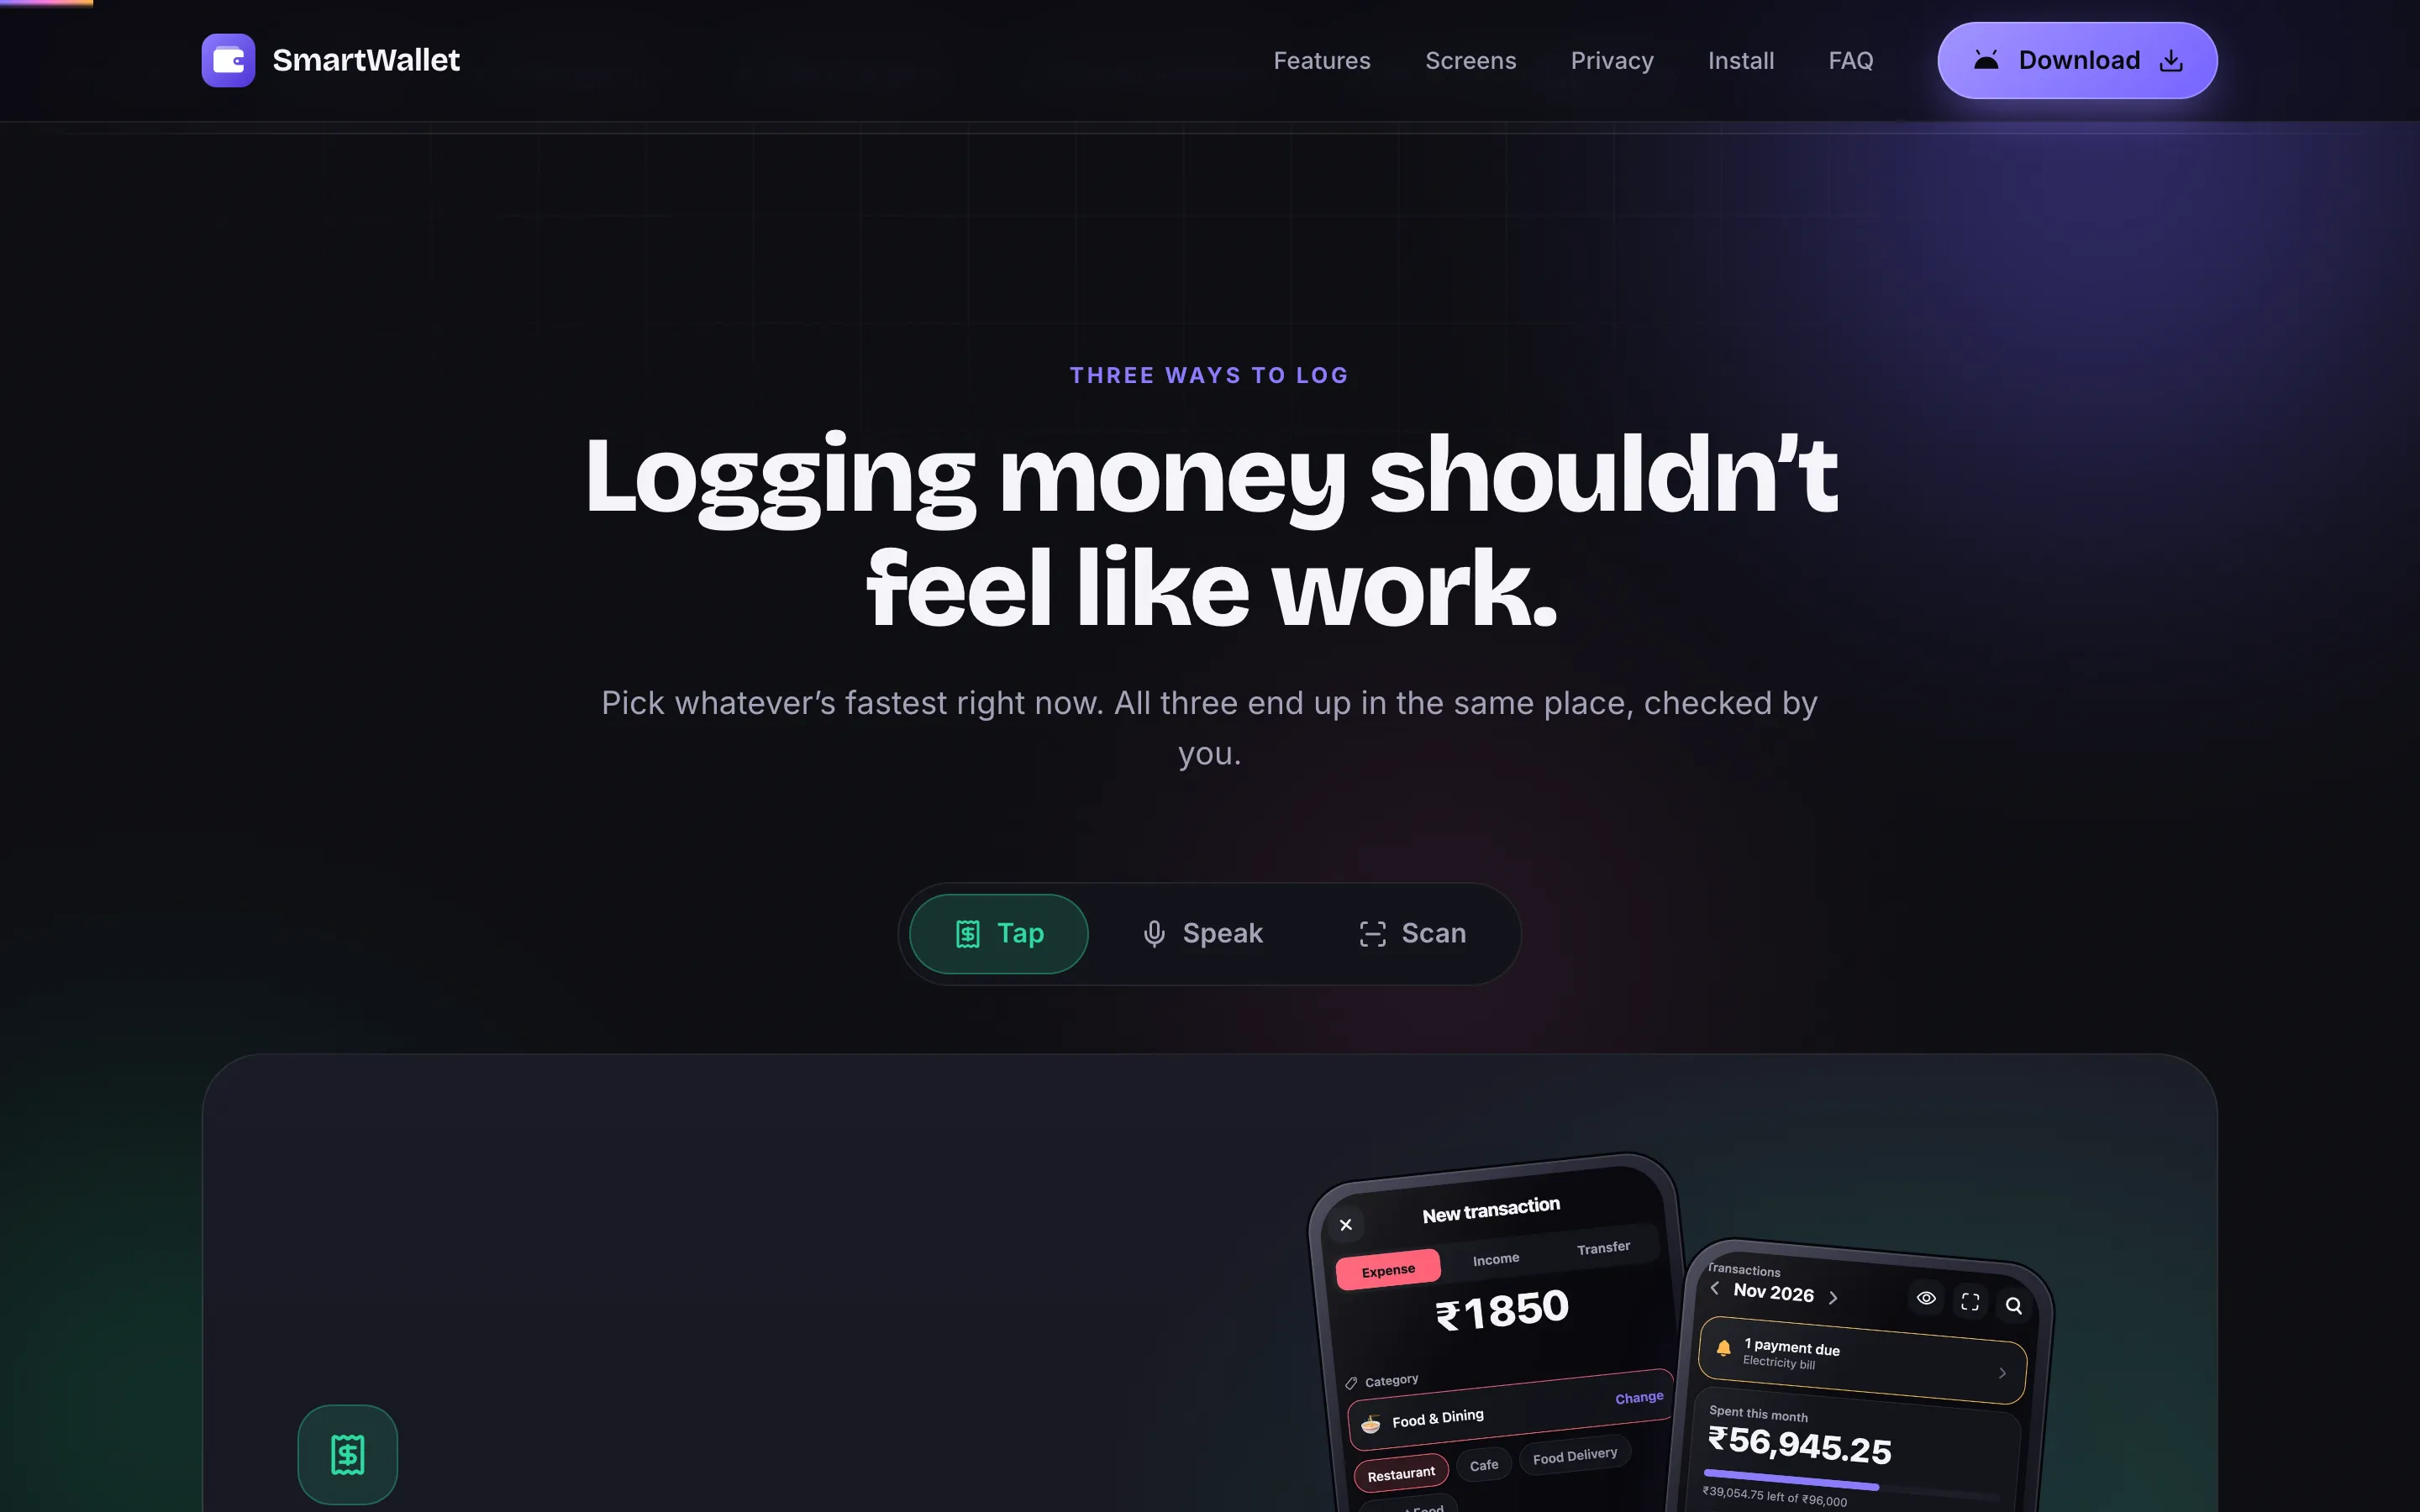 SmartWallet
Features
Screens
Privacy
Install
FAQ
Download
THREE WAYS TO LOG
Logging money shouldn’t
feel like work.
Pick whatever’s fastest right now. All three end up in the same place, checked by
you.
Tap
Speak
Scan
New transaction
Expense
Income
Transfer
₹1850
Category
Food & Dining
Change
Restaurant
Cafe
Food Delivery
Food
Transactions
Nov 2026
1 payment due
Electricity bill
Spent this month
₹56,945.25
₹39,054.75 left of ₹96,000